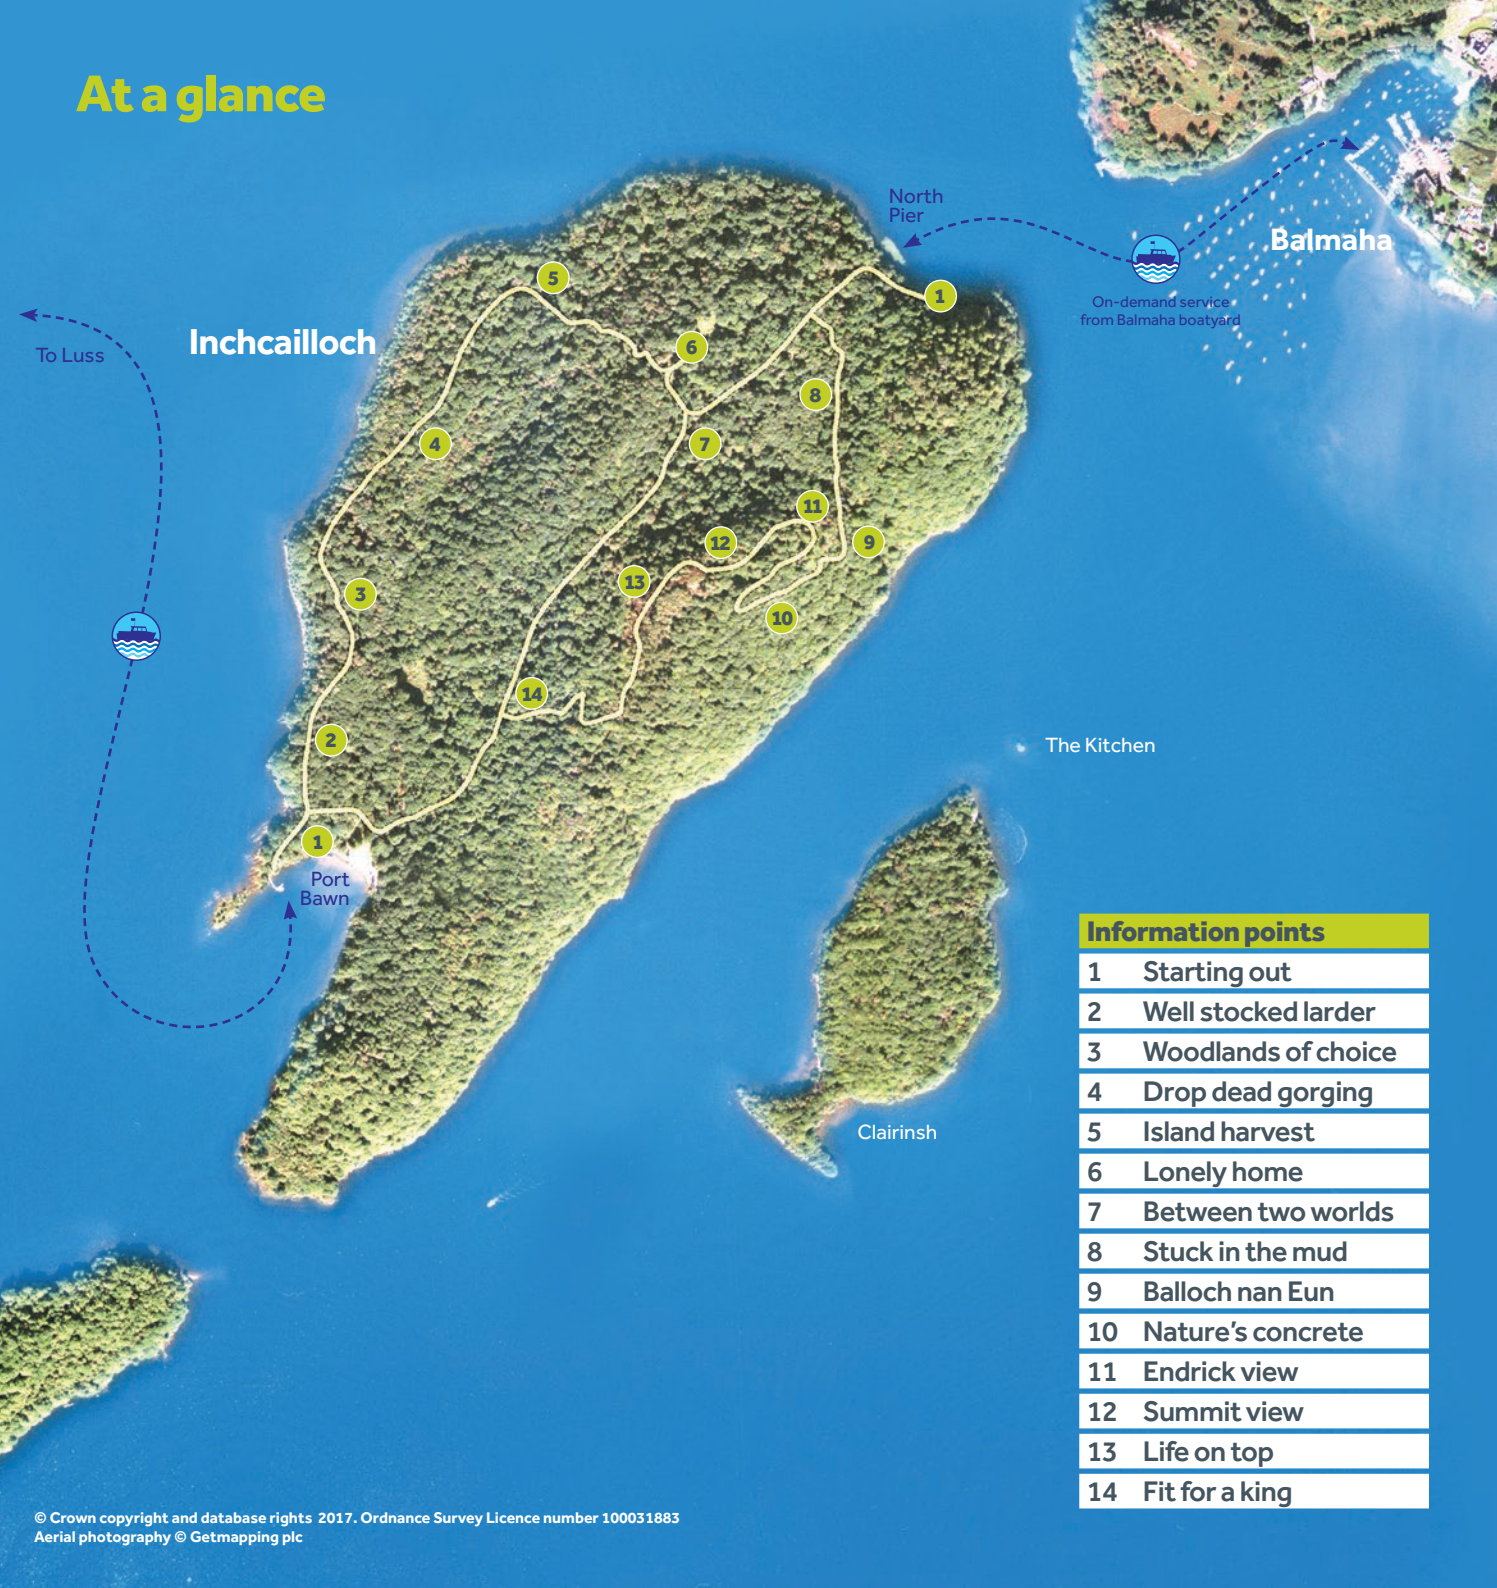 At a glance
North
Pier
Balmaha
On-demand service
from Balmaha boatyard
1
5
Inchcailloch
To Luss
6
8
4
7
11
12
9
13
3
10
14
2
The Kitchen
1
Port
Bawn
Clairinsh
Information points
1 Starting out
2 Well stocked larder
3 Woodlands of choice
4 Drop dead gorging
5 Island harvest
6 Lonely home
7 Between two worlds
8 Stuck in the mud
9 Balloch nan Eun
10 Nature’s concrete
11 Endrick view
12 Summit view
13 Life on top
14 Fit for a king
© Crown copyright and database rights 2017. Ordnance Survey Licence number 100031883
Aerial photography © Getmapping plc